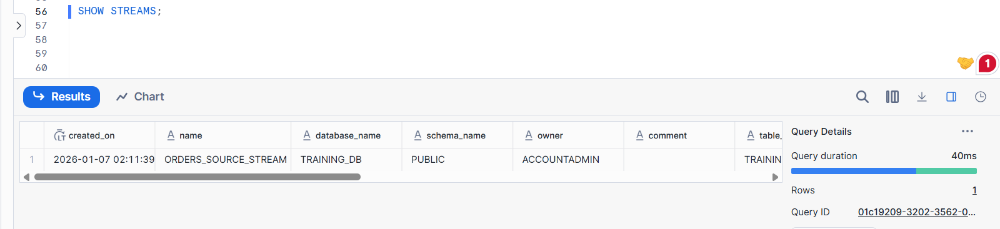 56 SHOW STREAMS;
57
58
59
60
1
Results Chart
created_on name database_name schema_name owner comment table_
1 2026-01-07 02:11:39 ORDERS_SOURCE_STREAM TRAINING_DB PUBLIC ACCOUNTADMIN TRAININ
Query Details ...
Query duration 40ms
Rows 1
Query ID 01c19209-3202-3562-0...